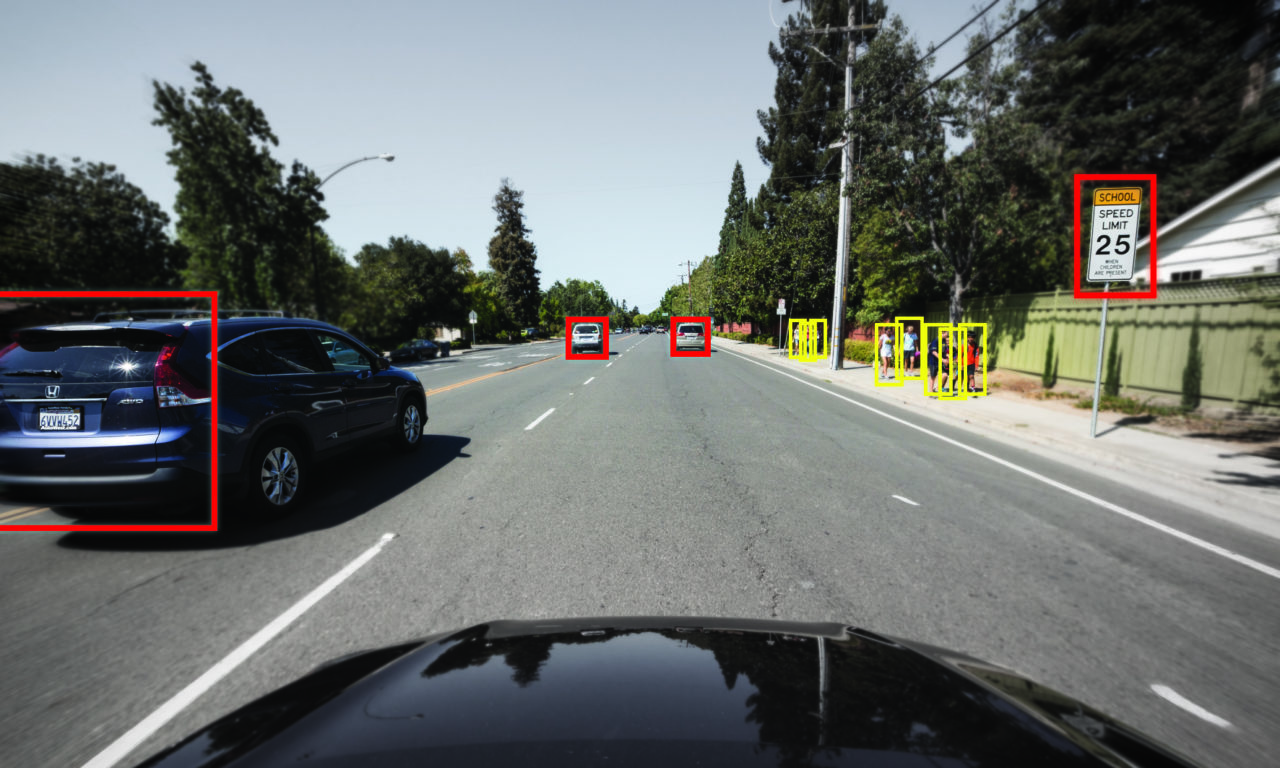 SCHOOL
SPEED
LIMIT
25
WHEN
CHILDREN
ARE PRESENT
6VVW452